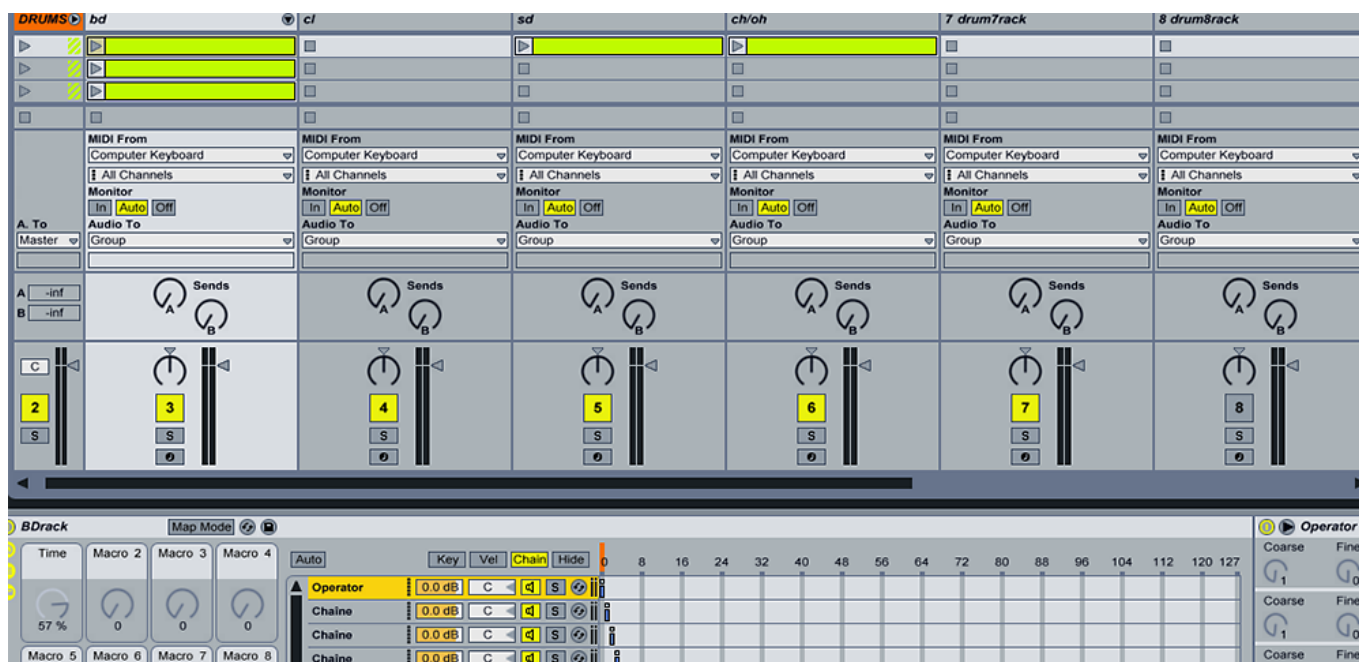 DRUMS bd cl sd ch/oh 7 drum7rack 8 drum8rack
MIDI From MIDI From MIDI From MIDI From MIDI From MIDI From
Computer Keyboard Computer Keyboard Computer Keyboard Computer Keyboard Computer Keyboard Computer Keyboard
All Channels All Channels All Channels All Channels All Channels All Channels
Monitor Monitor Monitor Monitor Monitor Monitor
In Auto Off In Auto Off In Auto Off In Auto Off In Auto Off In Auto Off
A. To Audio To Audio To Audio To Audio To Audio To Audio To
Master Group Group Group Group Group Group
A -inf Sends Sends Sends Sends Sends Sends
A A A A A A
B -inf
B B B B B B
C
2 3 4 5 6 7 8
S S S S S S S
BDrack Map Mode Operator
Time Macro 2 Macro 3 Macro 4 Auto Key Vel Chain Hide 0 8 16 24 32 40 48 56 64 72 80 88 96 104 112 120 127 Coarse Fine
Operator 0.0 dB C S 1 0
Chaîne 0.0 dB C S Coarse Fine
57 % 0 0 0
Chaîne 0.0 dB C S 1 0
Macro 5 Macro 6 Macro 7 Macro 8 Chaîne 0.0 dB C S Coarse Fine